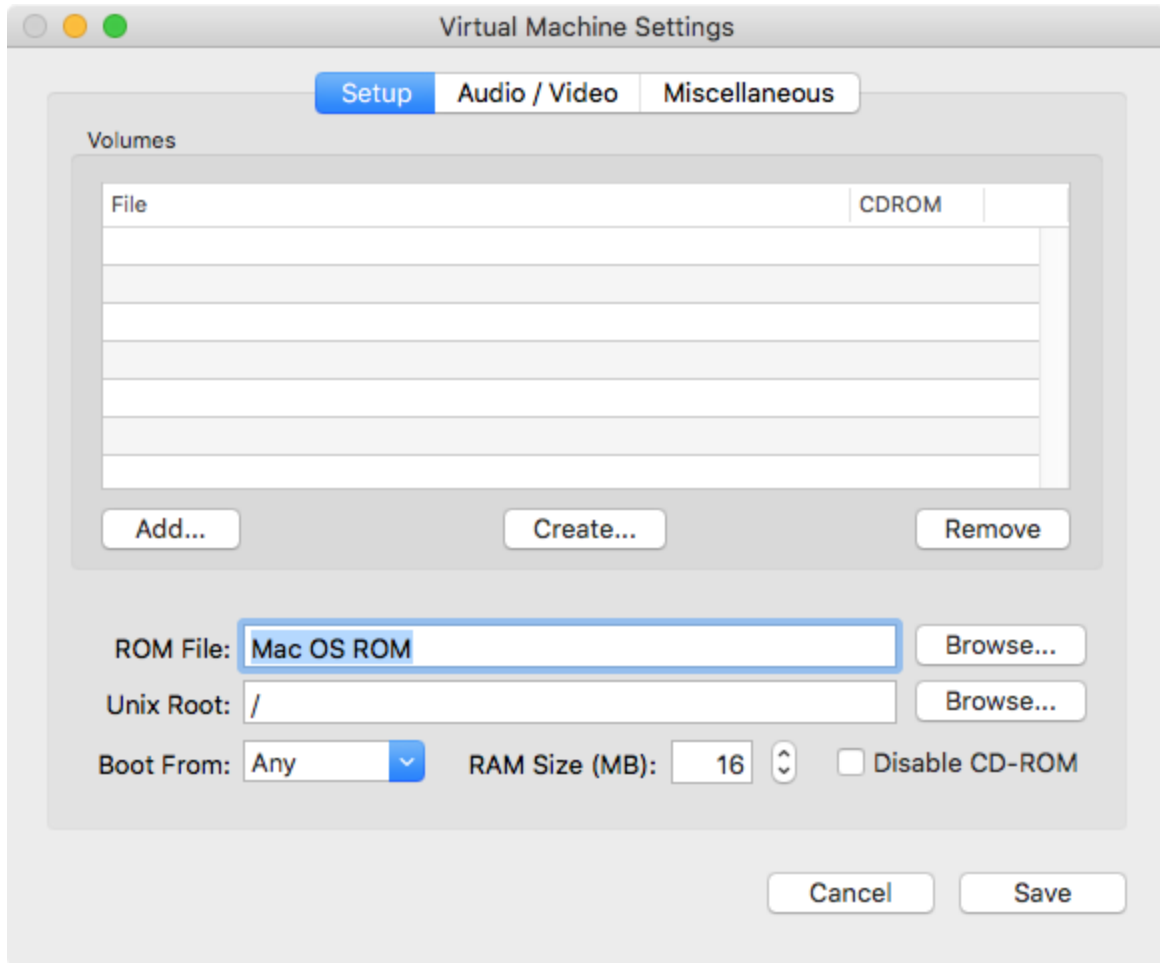 Virtual Machine Settings
Setup Audio / Video Miscellaneous
Volumes
File CDROM
Add... Create... Remove
ROM File: Mac OS ROM Browse...
Unix Root: / Browse...
Boot From: Any RAM Size (MB): 16 Disable CD-ROM
Cancel Save